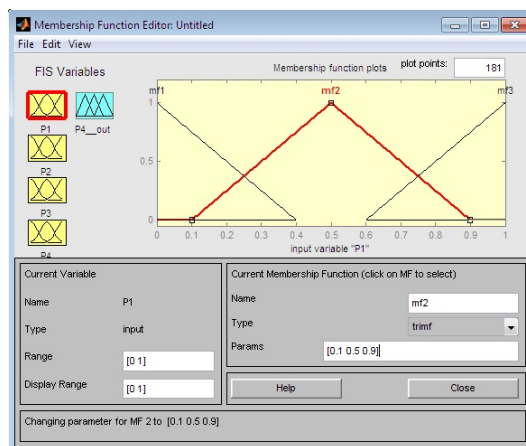 Membership Function Editor: Untitled
File Edit View
FIS Variables
Membership function plots plot points: 181
mf1 mf2 mf3
P1 P4__out
P2
P3
P4
1
0.5
0
0 0.1 0.2 0.3 0.4 0.5 0.6 0.7 0.8 0.9 1
input variable "P1"
Current Variable
Name P1
Type input
Range [0 1]
Display Range [0 1]
Current Membership Function (click on MF to select)
Name mf2
Type trimf
Params [0.1 0.5 0.9]
Help Close
Changing parameter for MF 2 to [0.1 0.5 0.9]